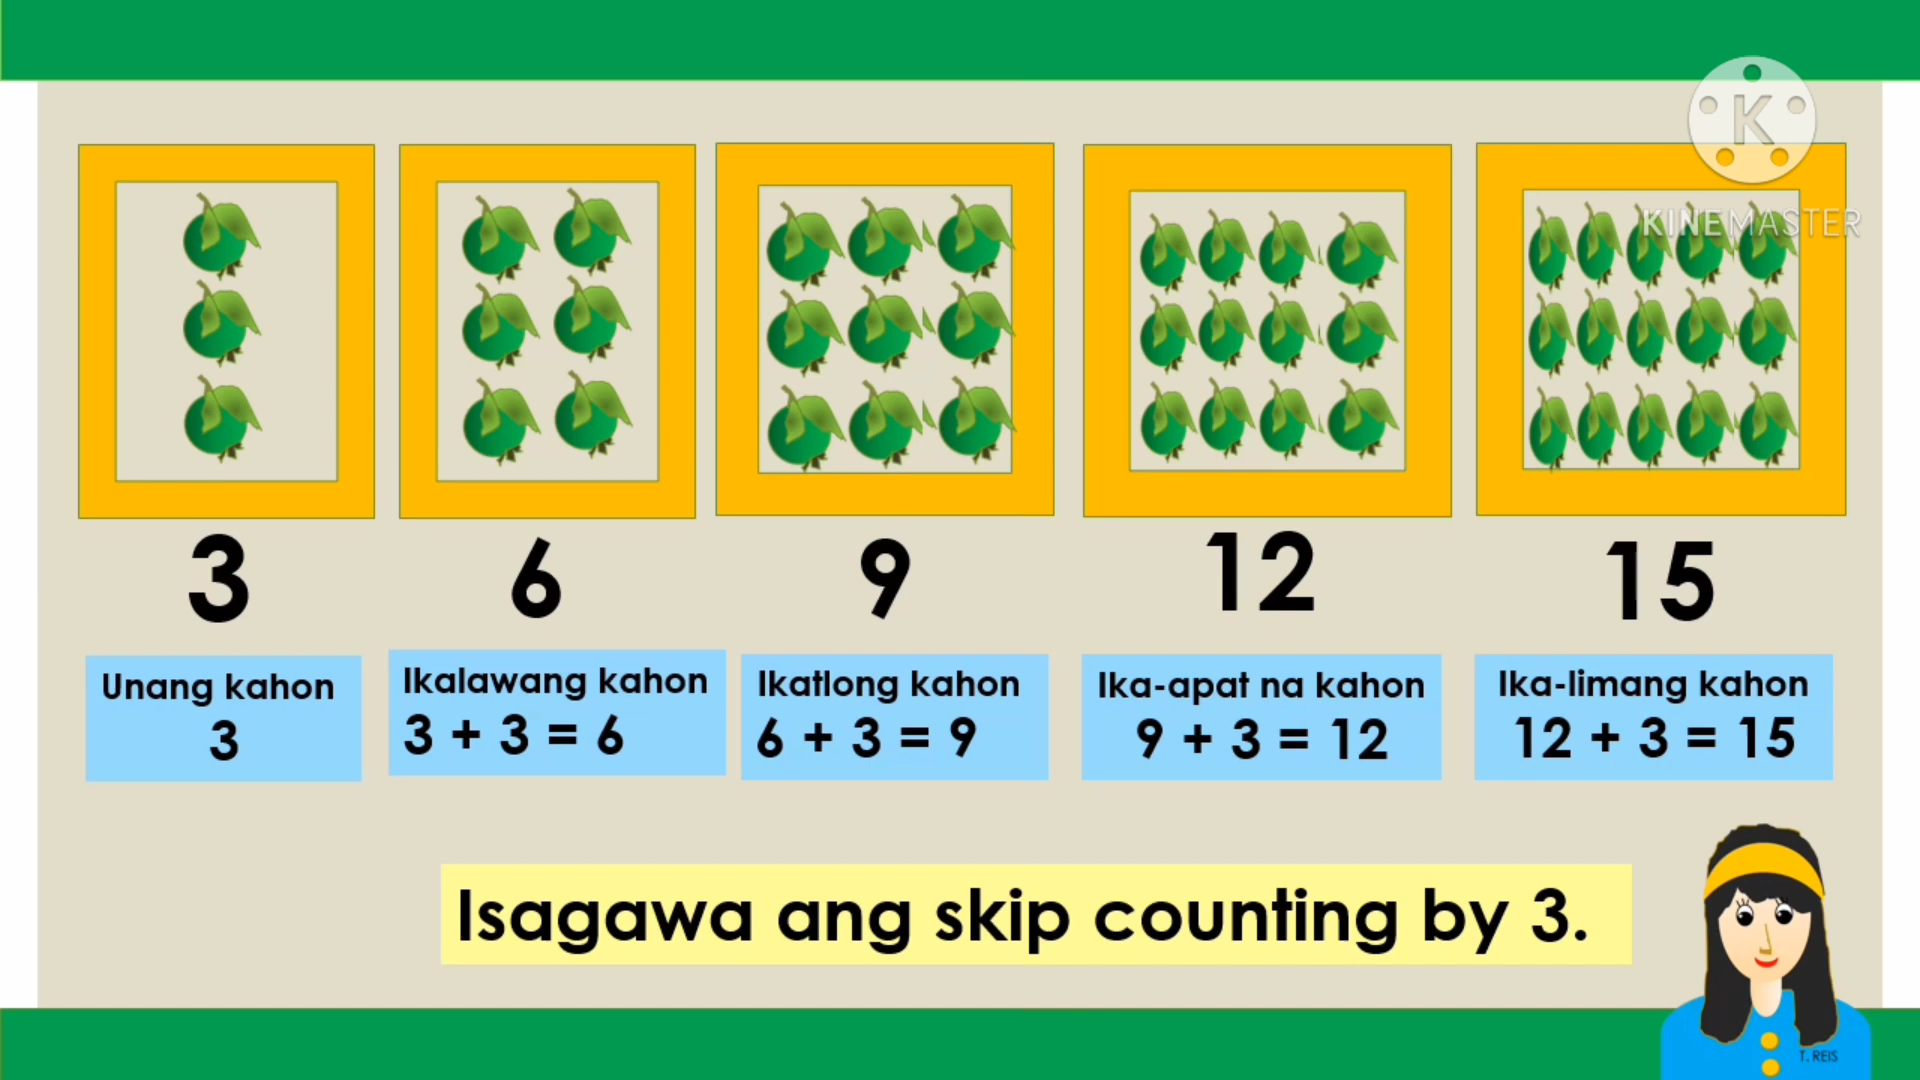 K
KINEMASTER
3
6
9
12
15
Unang kahon
3
Ikalawang kahon
3 + 3 = 6
Ikatlong kahon
6 + 3 = 9
Ika-apat na kahon
9 + 3 = 12
Ika-limang kahon
12 + 3 = 15
Isagawa ang skip counting by 3.
T. REIS